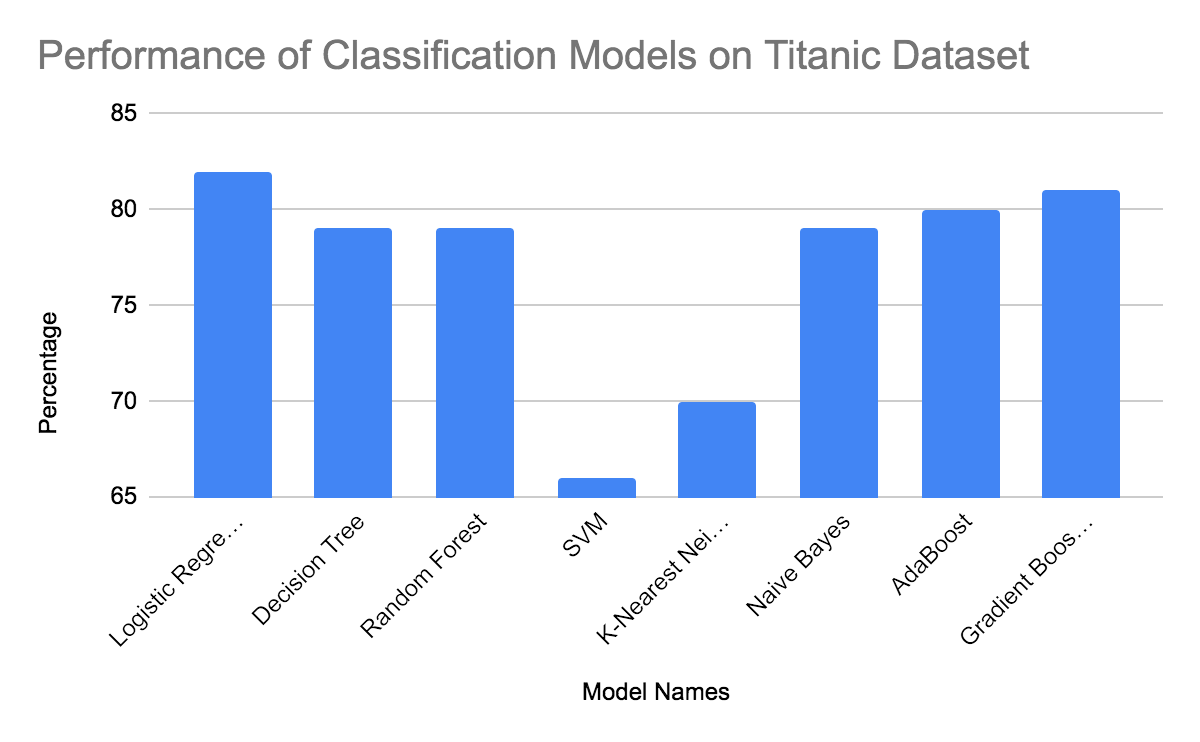 Performance of Classification Models on Titanic Dataset
85
80
75
70
65
Percentage
Logistic Regre...
Decision Tree
Random Forest
SVM
K-Nearest Nei...
Naive Bayes
AdaBoost
Gradient Boos...
Model Names